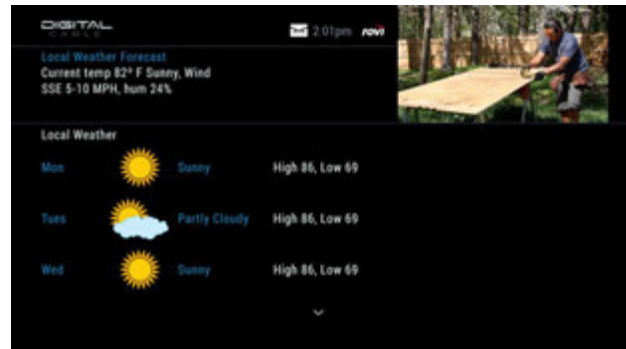 DIGITAL
CABLE
2:01pm rovi
Local Weather Forecast
Current temp 82° F Sunny, Wind
SSE 5-10 MPH, hum 24%
Local Weather
Mon Sunny High 86, Low 69
Tues Partly Cloudy High 86, Low 69
Wed Sunny High 86, Low 69